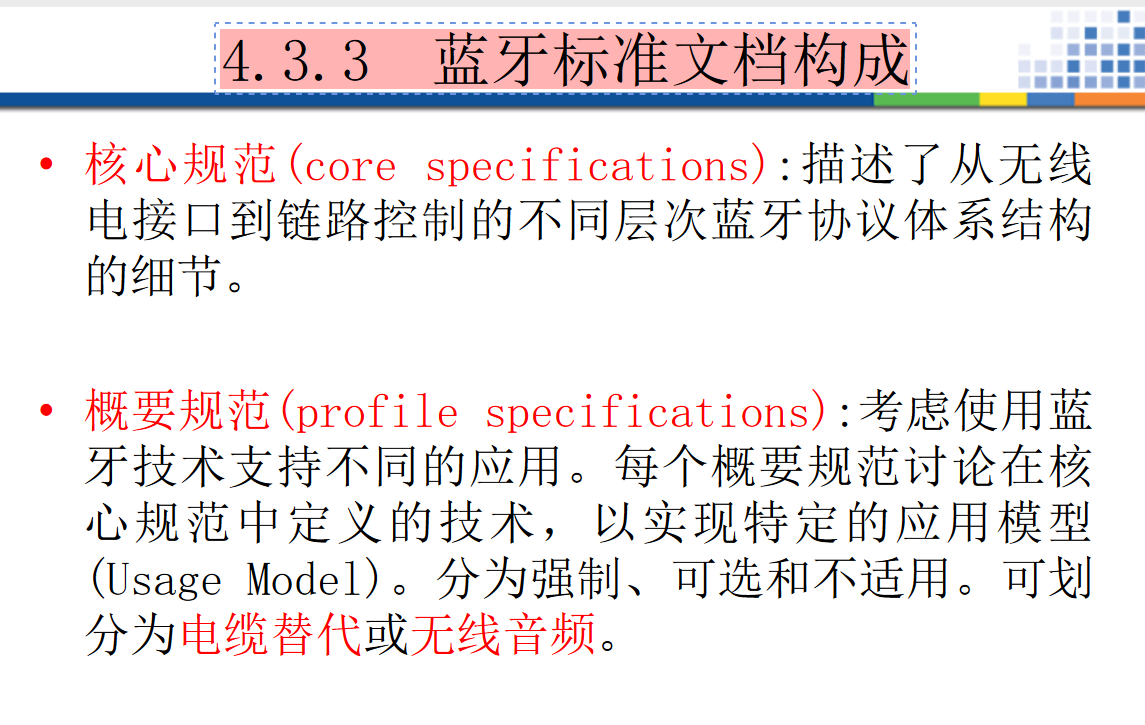 4.3.3 蓝牙标准文档构成
• 核心规范(core specifications):描述了从无线
电接口到链路控制的不同层次蓝牙协议体系结构
的细节。
• 概要规范(profile specifications):考虑使用蓝
牙技术支持不同的应用。每个概要规范讨论在核
心规范中定义的技术，以实现特定的应用模型
(Usage Model)。分为强制、可选和不适用。可划
分为电缆替代或无线音频。